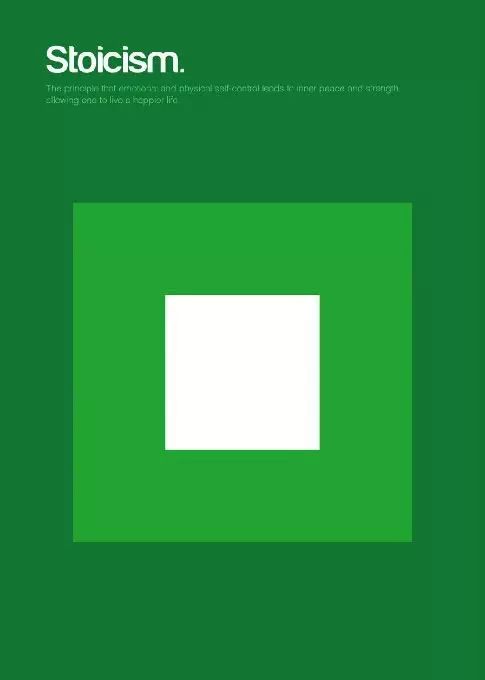 Stoicism.
The principle that emotional and physical self-control leads to inner peace and strength,
allowing one to live a happier life.